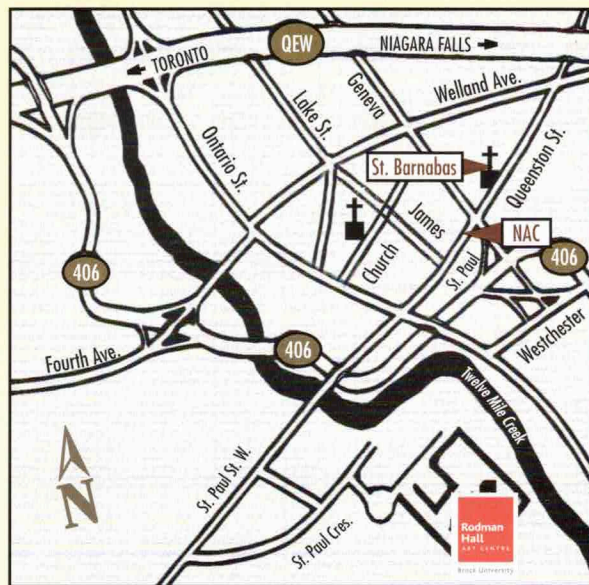 QEW
TORONTO
NIAGARA FALLS
Geneva
Welland Ave.
Lake St.
Ontario St.
St. Barnabas
Queenston St.
James
NAC
Church
St. Paul
406
406
406
Westchester
Fourth Ave.
Twelve Mile Creek
N
St. Paul St. W.
St. Paul Cres.
Rodman
Hall
ART CENTRE
Brock University